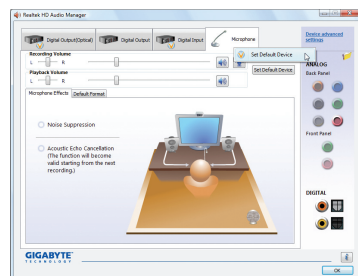 Realtek HD Audio Manager
Digital Output(Optical)
Digital Output
Digital Input
Microphone
Device advanced
settings
Set Default Device
Recording Volume
L
R
Set Default Device
ANALOG
Back Panel
Playback Volume
L
R
Microphone Effects
Default Format
Noise Suppression
Acoustic Echo Cancellation
(The function will become
valid starting from the next
recording.)
Front Panel
DIGITAL
GIGABYTE
TECHNOLOGY
OK